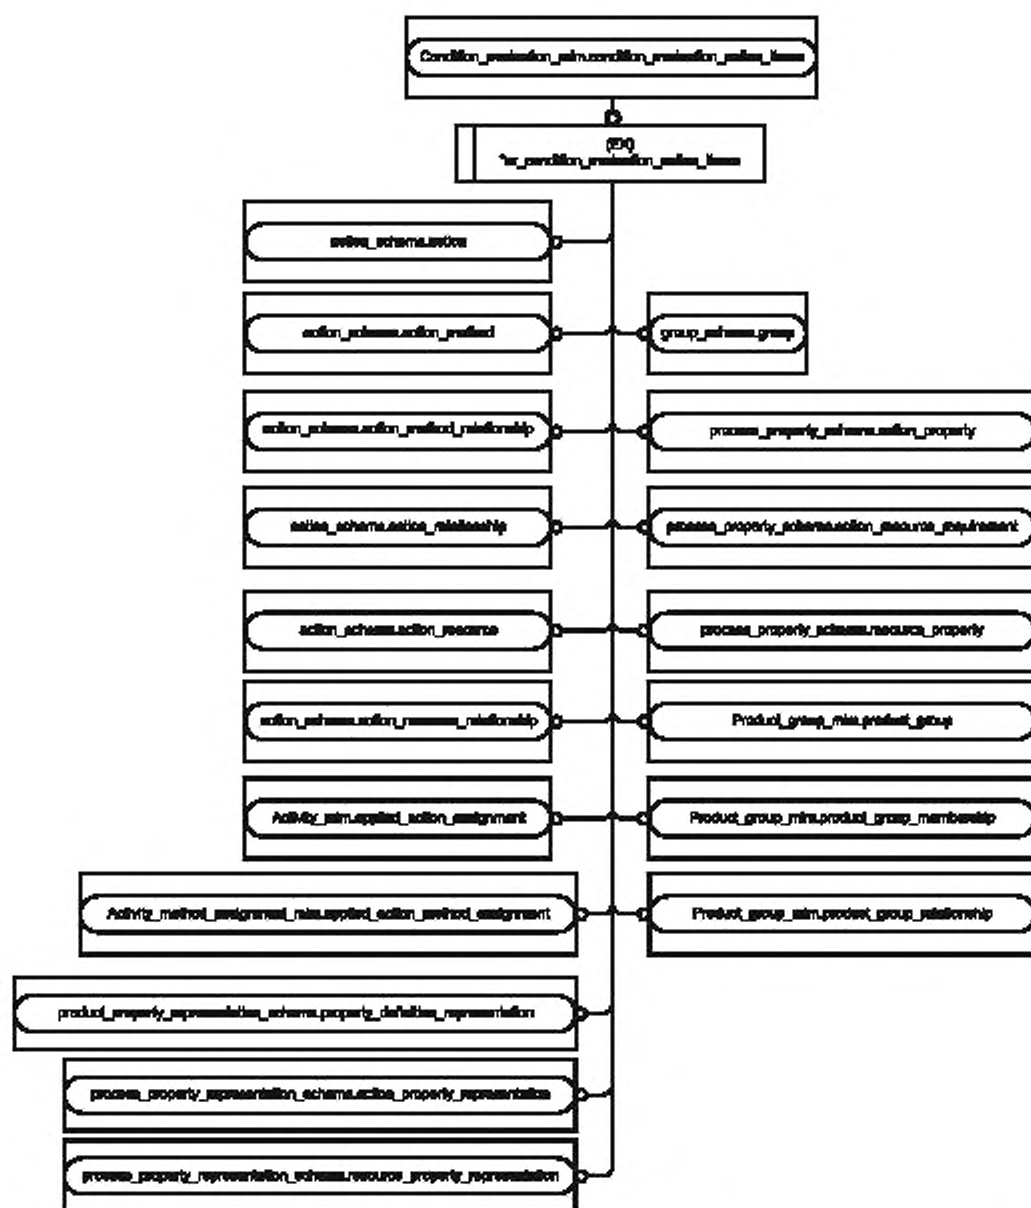 Condition_evaluation_mim.condition_evaluation_action_items
(EX)
*sr_condition_evaluation_action_items
action_schema.action
action_schema.action_method
group_schema.group
action_schema.action_method_relationship
process_property_schema.action_property
action_schema.action_relationship
process_property_schema.action_resource_requirement
action_schema.action_resource
process_property_schema.resource_property
action_schema.action_resource_relationship
Product_group_mim.product_group
Activity_mim.applied_action_assignment
Product_group_mim.product_group_membership
Activity_method_assignment_mim.applied_action_method_assignment
Product_group_mim.product_group_relationship
product_property_representation_schema.property_definition_representation
process_property_representation_schema.action_property_representation
process_property_representation_schema.resource_property_representation